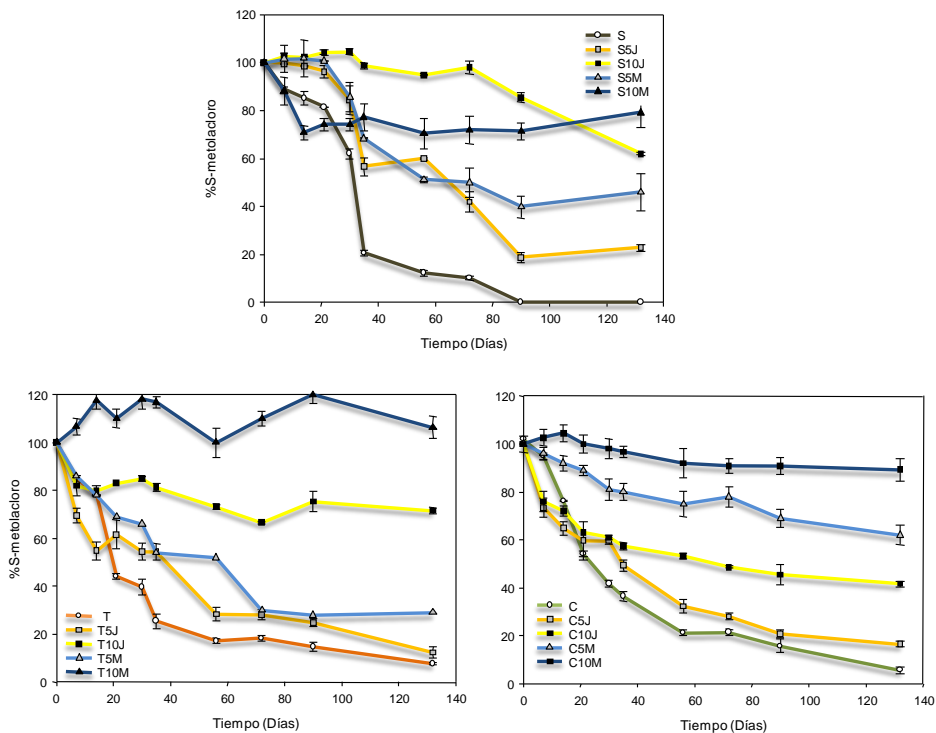 120
100
80
60
40
20
0
%S-metolacloro
0 20 40 60 80 100 120 140
Tiempo (Días)
S
S5J
S10J
S5M
S10M
120
100
80
60
40
20
0
%S-metolacloro
0 20 40 60 80 100 120 140
Tiempo (Días)
T
T5J
T10J
T5M
T10M
120
100
80
60
40
20
0
0 20 40 60 80 100 120 140
Tiempo (Días)
C
C5J
C10J
C5M
C10M